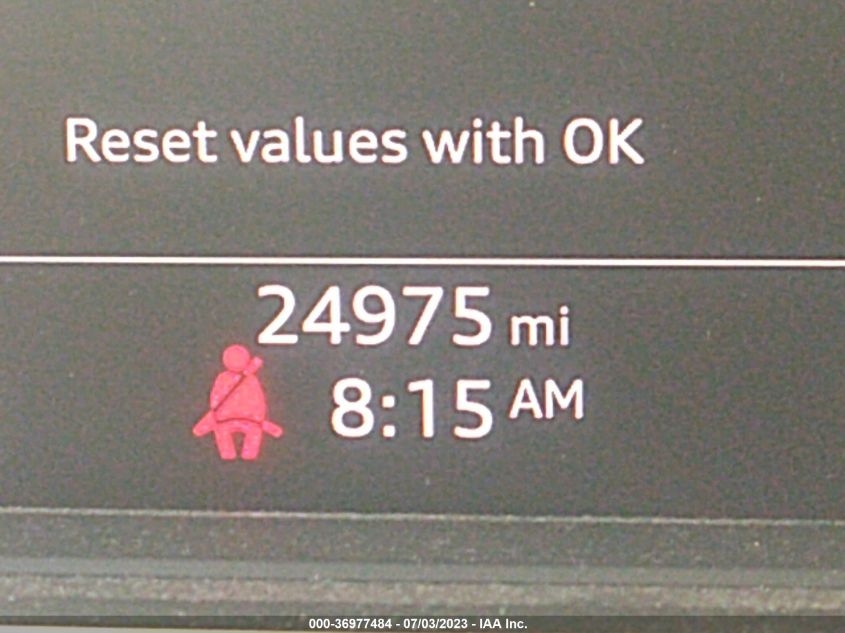 Reset values with OK
24975 mi
8:15 AM
000-36977484 - 07/03/2023 - IAA Inc.